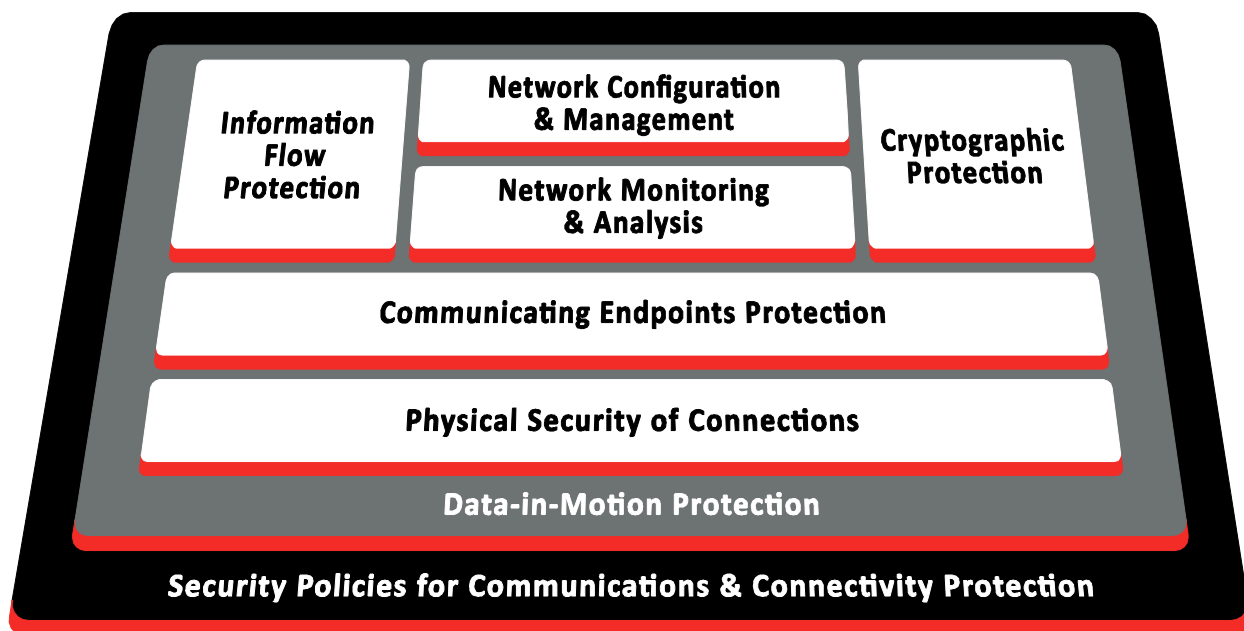 Information
Flow
Protection
Network Configuration
& Management
Network Monitoring
& Analysis
Cryptographic
Protection
Communicating Endpoints Protection
Physical Security of Connections
Data-in-Motion Protection
Security Policies for Communications & Connectivity Protection